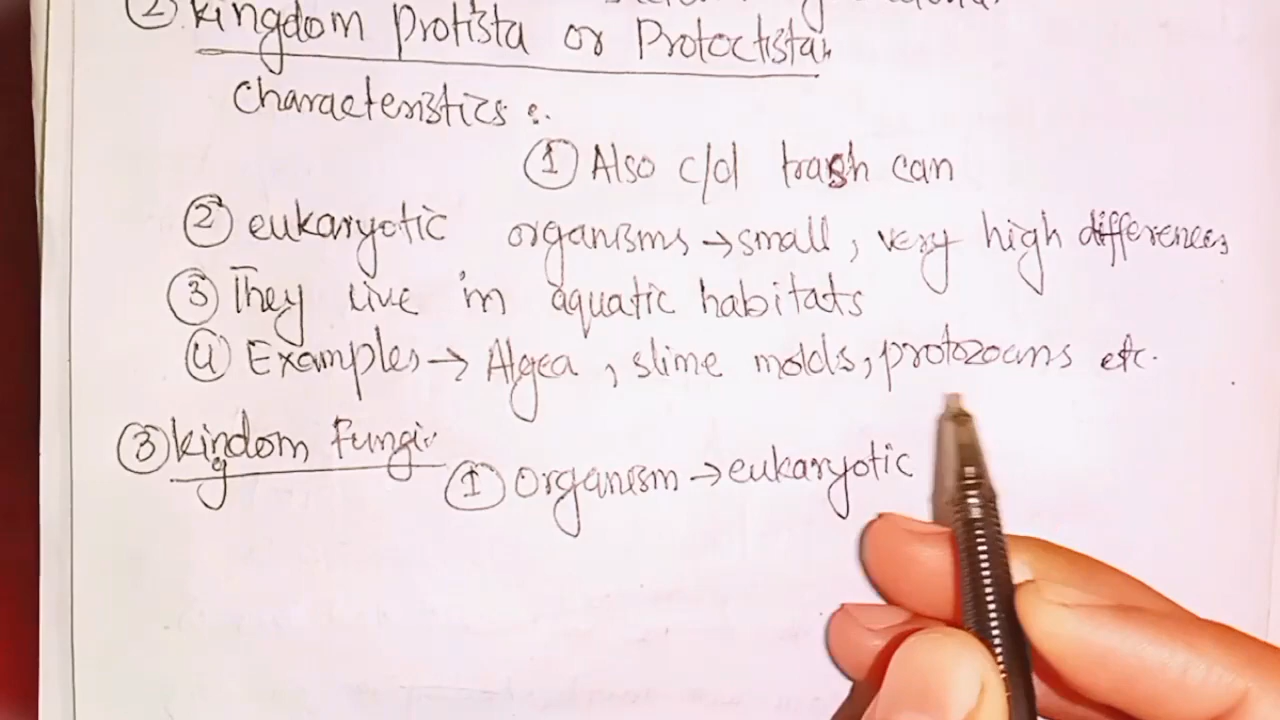 ② Kingdom Protista or Protoctista
Characteristics :
① Also c/d trash can
② eukaryotic organisms → small, very high differences
③ They live in aquatic habitats
④ Examples → Algea, slime molds, protozoans etc.
③ Kingdom Fungi
① Organism → eukaryotic